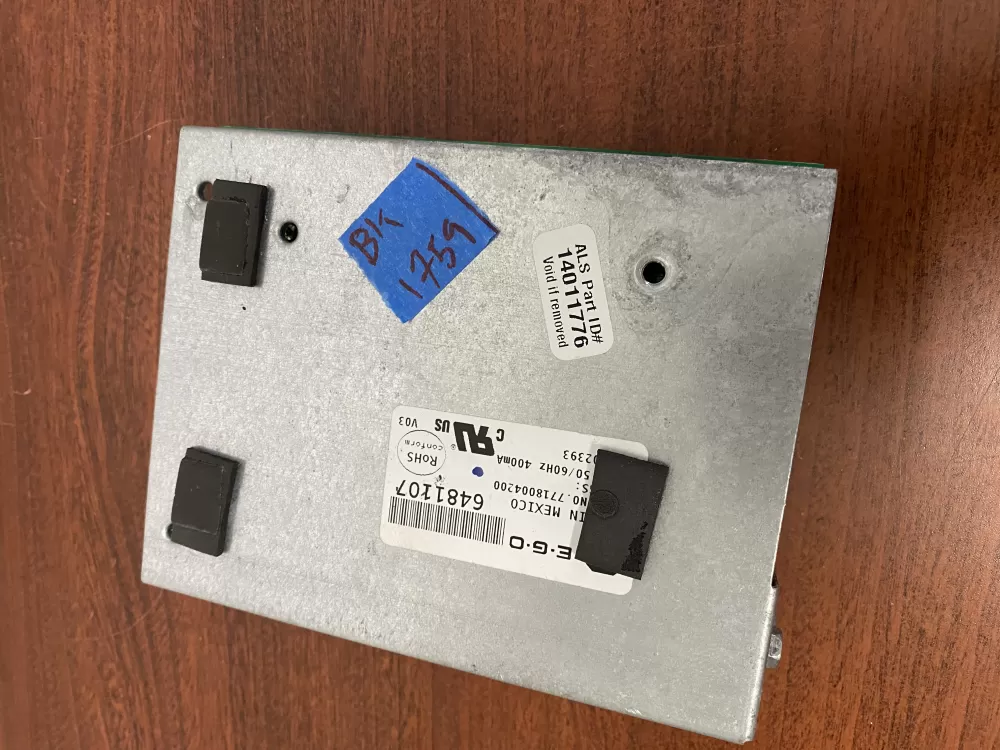 BK
1759
ALS Part ID#
14011776
Void if removed
E·G·O
IN MEXICO
6481107
NO.7718004200
S:
50/60HZ 400mA
02393
RoHS
conform
C
US
V03